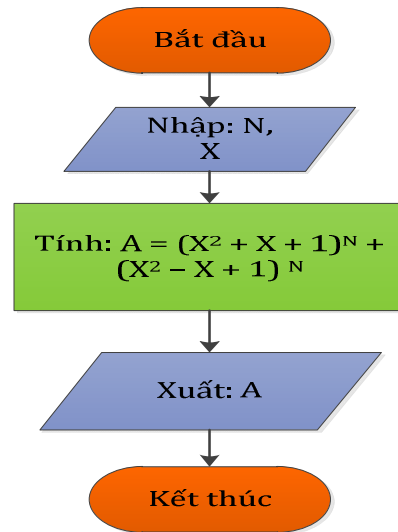 Bắt đầu
Nhập: N,
X
Tính: A = (X² + X + 1)ᴺ +
(X² – X + 1) ᴺ
Xuất: A
Kết thúc